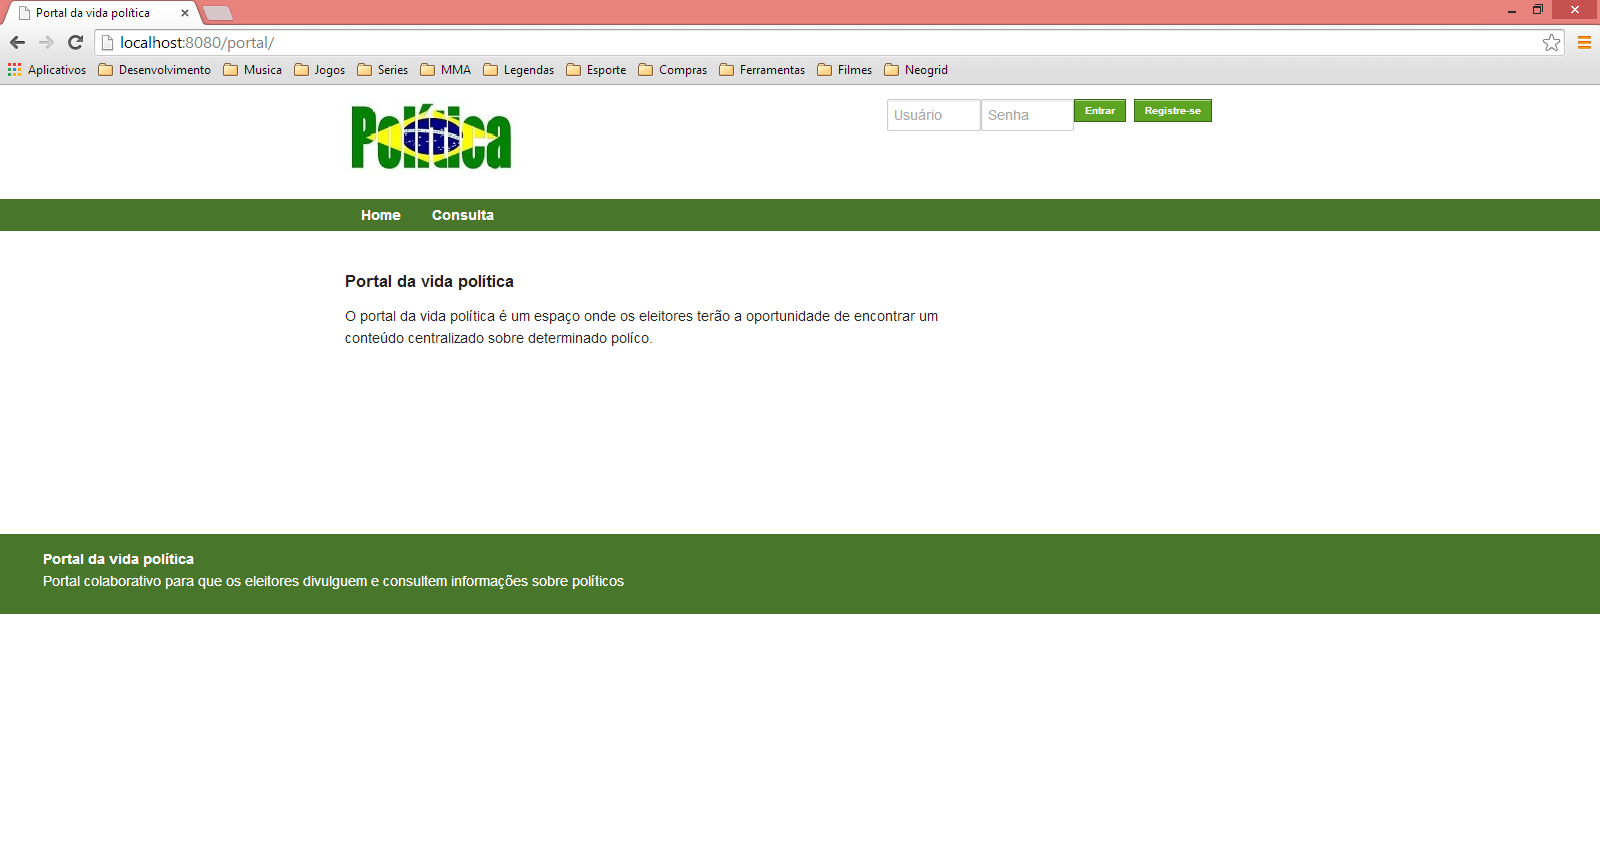 Portal da vida política
localhost:8080/portal/
Aplicativos Desenvolvimento Musica Jogos Series MMA Legendas Esporte Compras Ferramentas Filmes Neogrid
Política
Usuário Senha Entrar Registre-se
Home Consulta
Portal da vida política
O portal da vida política é um espaço onde os eleitores terão a oportunidade de encontrar um
conteúdo centralizado sobre determinado políco.
Portal da vida política
Portal colaborativo para que os eleitores divulguem e consultem informações sobre políticos